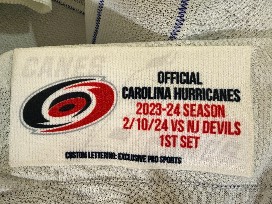 CANES
OFFICIAL
CAROLINA HURRICANES
2023-24 SEASON
2/10/24 VS NJ DEVILS
1ST SET
CUSTOM LETTERING: EXCLUSIVE PRO SPORTS